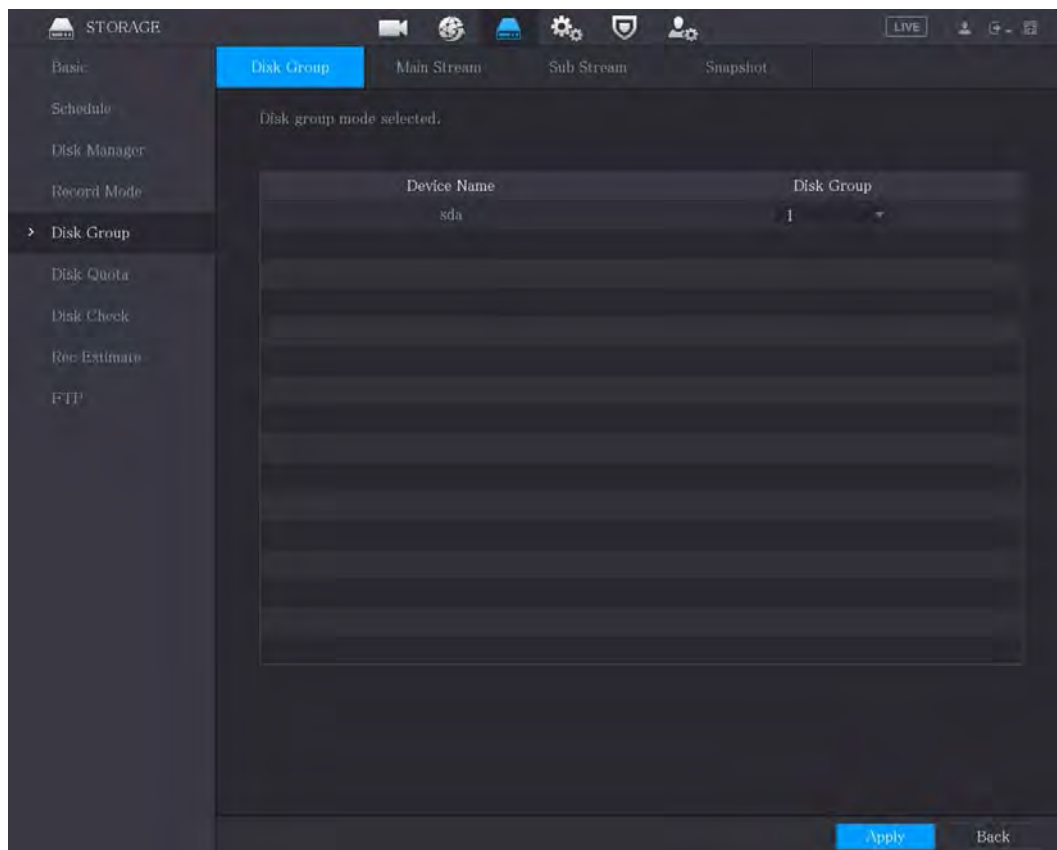 STORAGE
LIVE
Basic
Schedule
Disk Manager
Record Mode
Disk Group
Disk Quota
Disk Check
Rec Estimate
FTP
Disk Group Main Stream Sub Stream Snapshot
Disk group mode selected.
Device Name Disk Group
sda 1
Apply Back